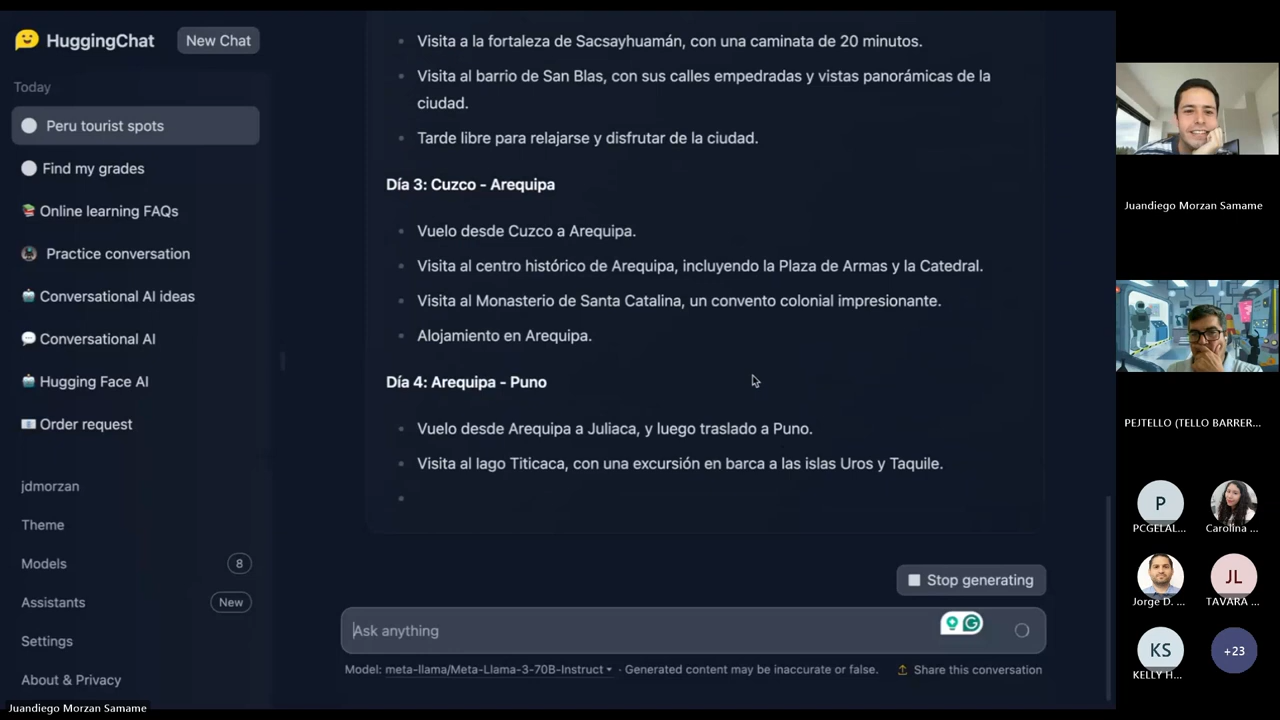 HuggingChat
New Chat
Today
Peru tourist spots
Find my grades
Online learning FAQs
Practice conversation
Conversational AI ideas
Conversational AI
Hugging Face AI
Order request
jdmorzan
Theme
Models 8
Assistants New
Settings
About & Privacy
Juandiego Morzan Samame
Visita a la fortaleza de Sacsayhuamán, con una caminata de 20 minutos.
Visita al barrio de San Blas, con sus calles empedradas y vistas panorámicas de la
ciudad.
Tarde libre para relajarse y disfrutar de la ciudad.
Día 3: Cuzco - Arequipa
Vuelo desde Cuzco a Arequipa.
Visita al centro histórico de Arequipa, incluyendo la Plaza de Armas y la Catedral.
Visita al Monasterio de Santa Catalina, un convento colonial impresionante.
Alojamiento en Arequipa.
Día 4: Arequipa - Puno
Vuelo desde Arequipa a Juliaca, y luego traslado a Puno.
Visita al lago Titicaca, con una excursión en barca a las islas Uros y Taquile.
Stop generating
Ask anything
Model: meta-llama/Meta-Llama-3-70B-Instruct · Generated content may be inaccurate or false.
Share this conversation
Juandiego Morzan Samame
PEJTELLO (TELLO BARRER...
P
PCGELAL...
Carolina ...
Jorge D. ...
JL
TAVARA ...
KS
KELLY H...
+23